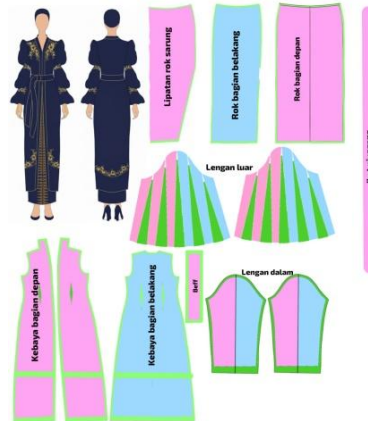 Lipatan rok sarung
Rok bagian belakang
Rok bagian depan
Lengan luar
Kebaya bagian depan
Kebaya bagian belakang
Beff
Lengan dalam